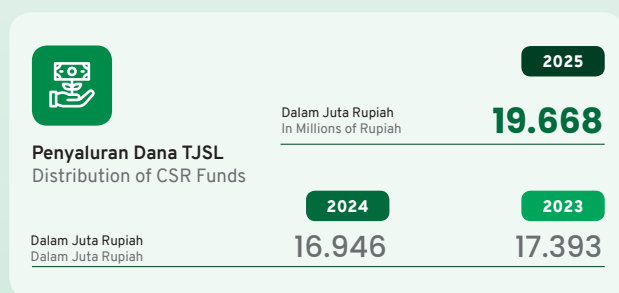 2025
Dalam Juta Rupiah
In Millions of Rupiah
19.668
Penyaluran Dana TJSL
Distribution of CSR Funds
2024
2023
Dalam Juta Rupiah
Dalam Juta Rupiah
16.946
17.393